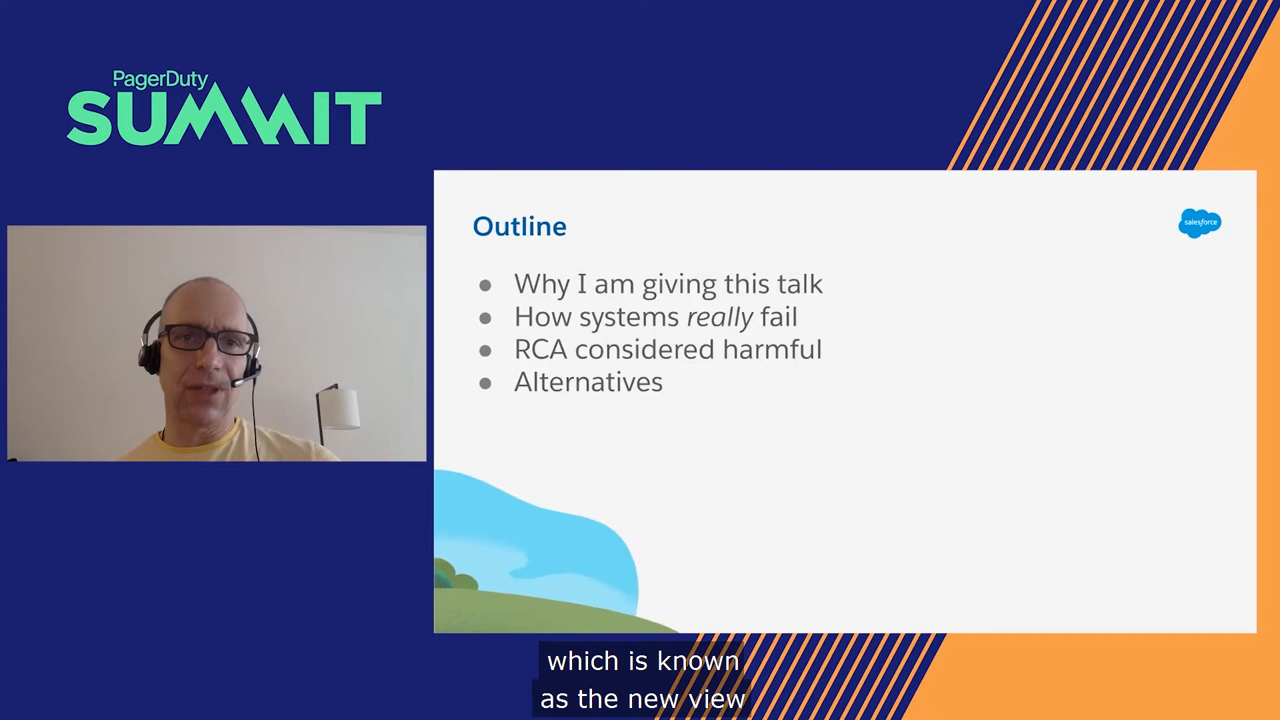 PagerDuty
SUMMIT
Outline
salesforce
● Why I am giving this talk
● How systems really fail
● RCA considered harmful
● Alternatives
which is known
as the new view